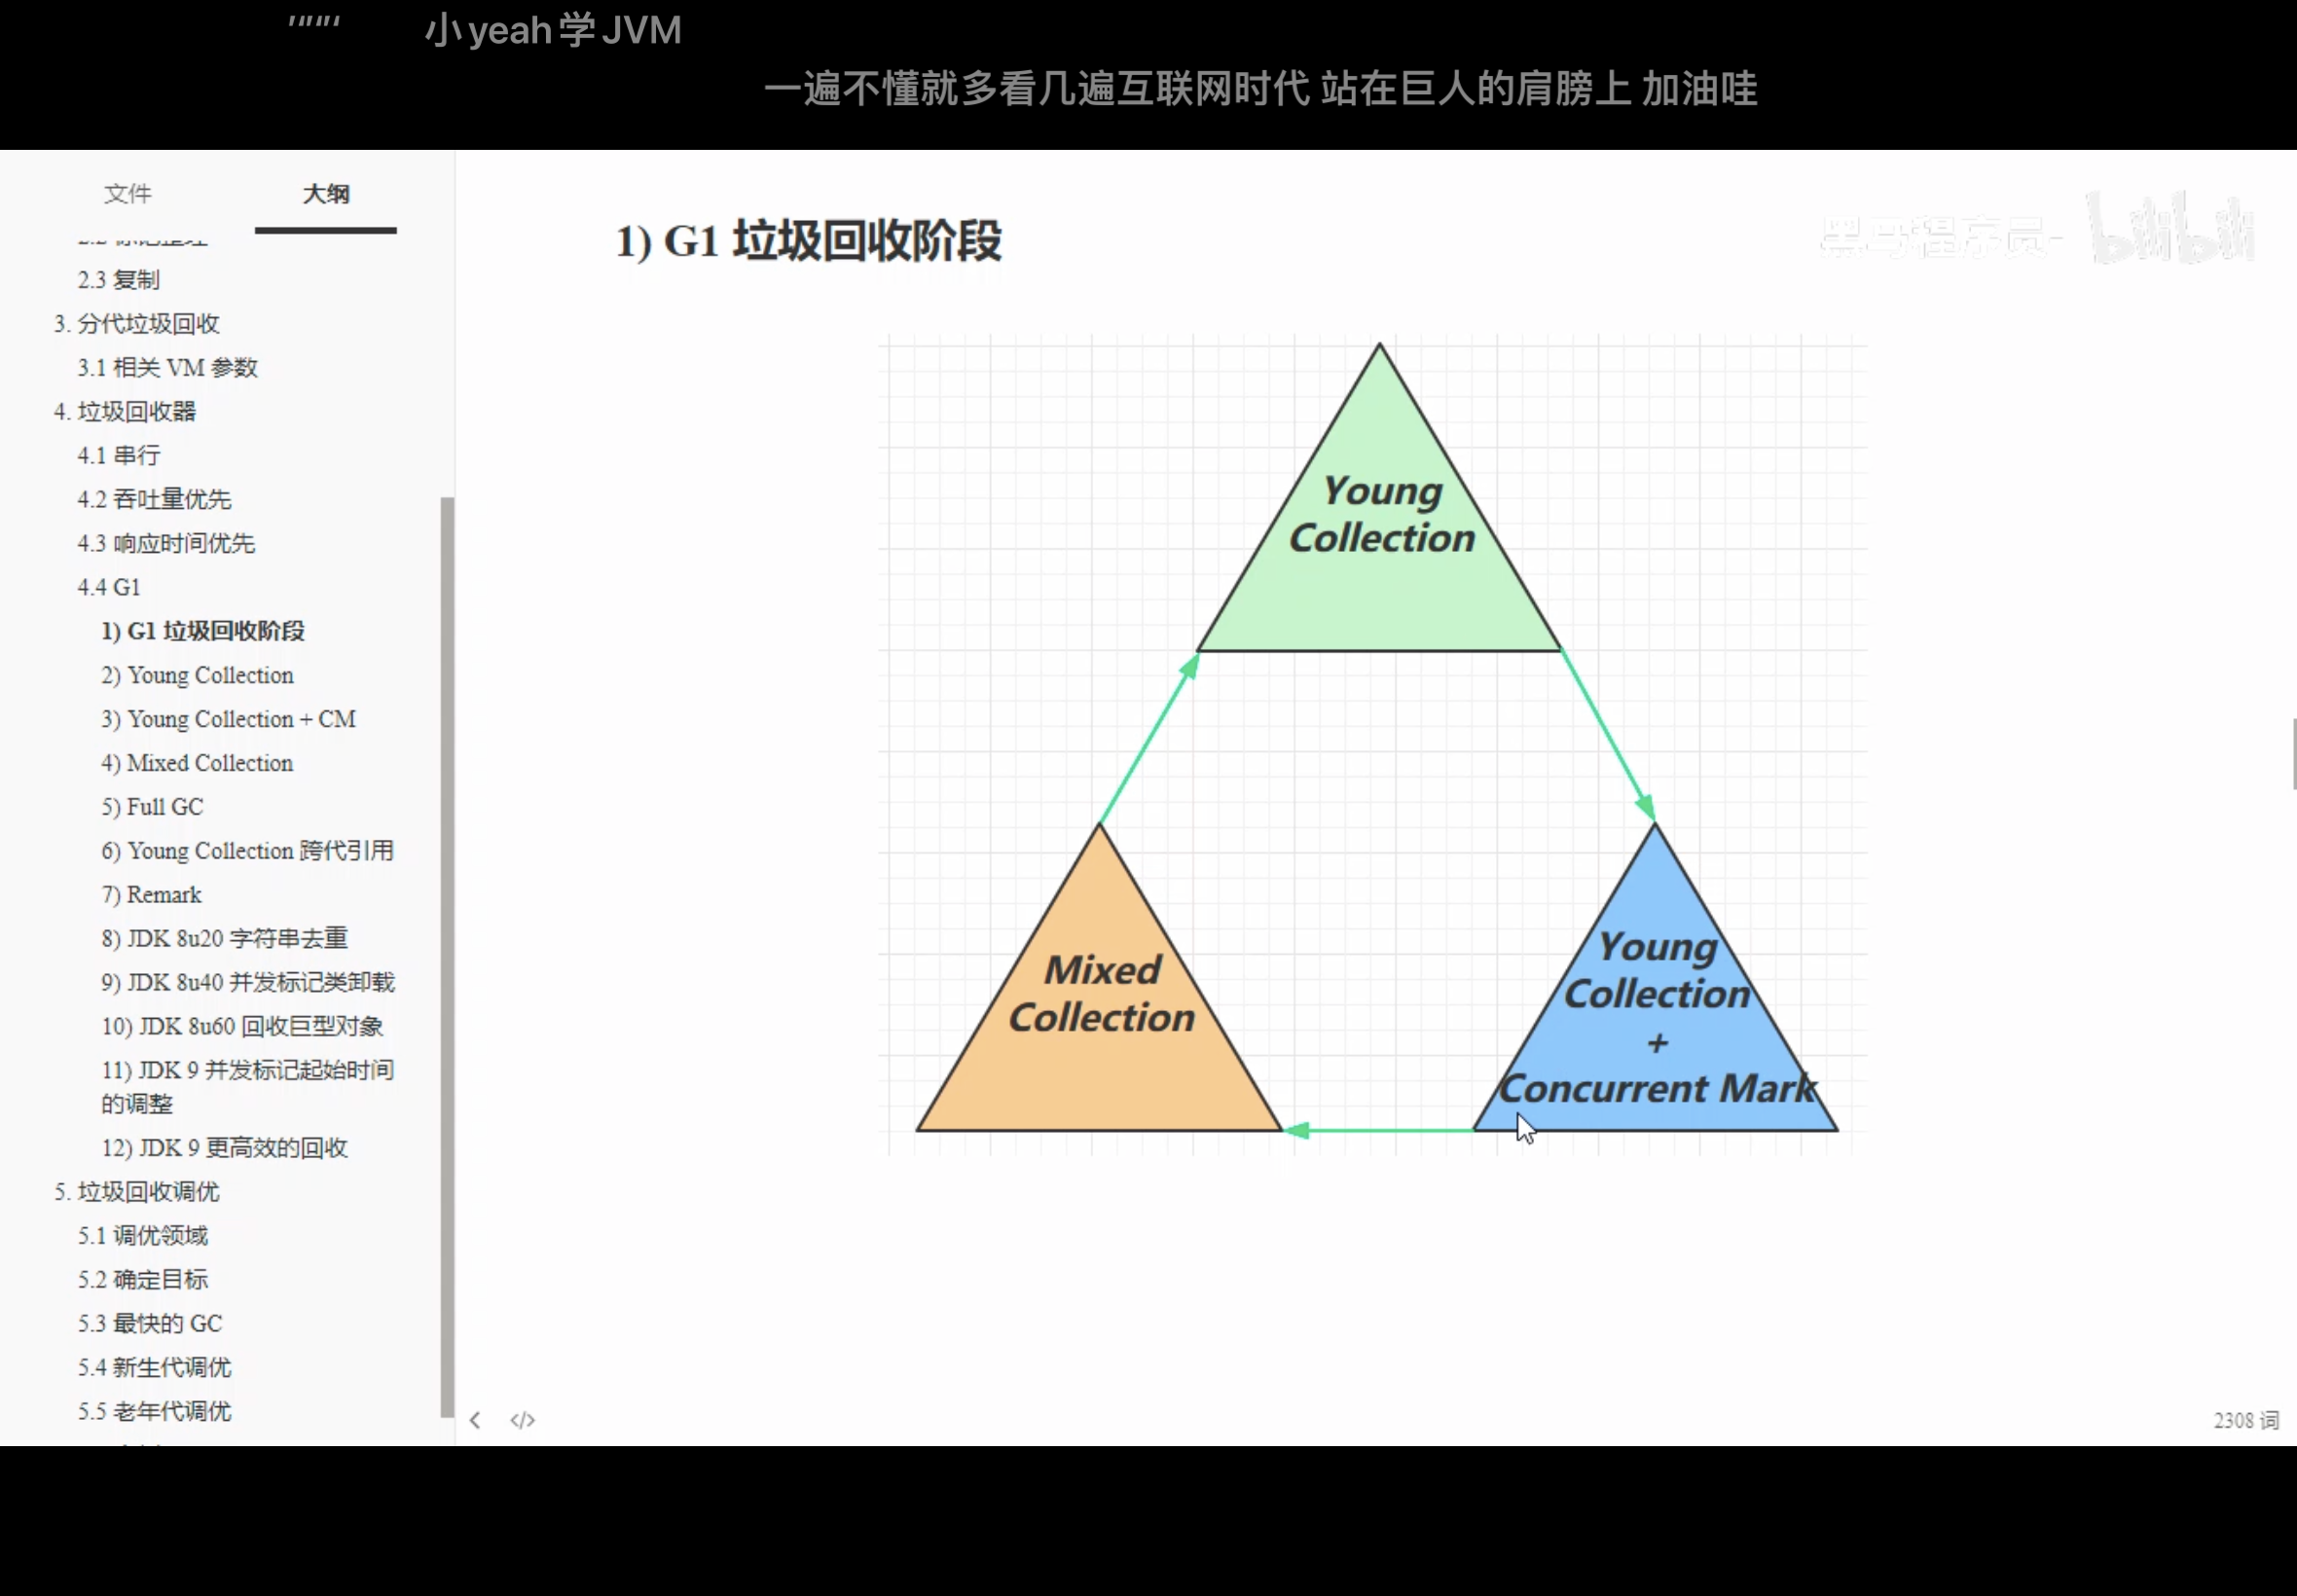 小yeah学JVM
一遍不懂就多看几遍互联网时代 站在巨人的肩膀上 加油哇
文件
大纲
2.3 复制
3. 分代垃圾回收
3.1 相关 VM 参数
4. 垃圾回收器
4.1 串行
4.2 吞吐量优先
4.3 响应时间优先
4.4 G1
1) G1 垃圾回收阶段
2) Young Collection
3) Young Collection + CM
4) Mixed Collection
5) Full GC
6) Young Collection 跨代引用
7) Remark
8) JDK 8u20 字符串去重
9) JDK 8u40 并发标记类卸载
10) JDK 8u60 回收巨型对象
11) JDK 9 并发标记起始时间
的调整
12) JDK 9 更高效的回收
5. 垃圾回收调优
5.1 调优领域
5.2 确定目标
5.3 最快的 GC
5.4 新生代调优
5.5 老年代调优
1) G1 垃圾回收阶段
黑马程序员- bilibili
Young
Collection
Mixed
Collection
Young
Collection
+
Concurrent Mark
</>
2308 词